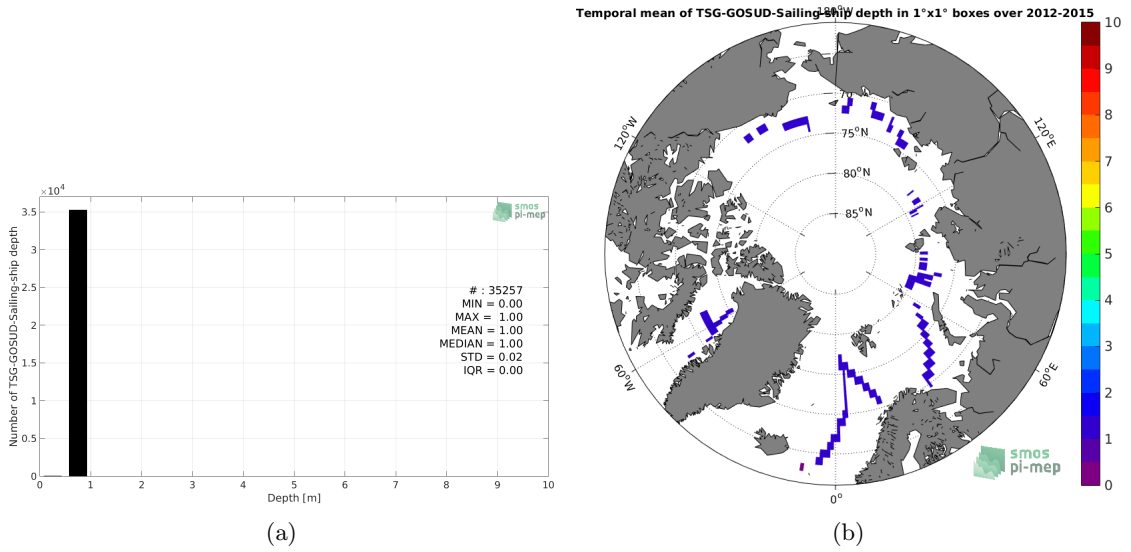 Temporal mean of TSG-GOSUD-Sailing-ship depth in 1°x1° boxes over 2012-2015
×10⁴
3.5
3
2.5
2
1.5
1
0.5
0
Number of TSG-GOSUD-Sailing-ship depth
smos
pi-mep
# : 35257
MIN = 0.00
MAX = 1.00
MEAN = 1.00
MEDIAN = 1.00
STD = 0.02
IQR = 0.00
0 1 2 3 4 5 6 7 8 9 10
Depth [m]
(a)
180°W
120°W
120°E
70
75°N
80°N
85°N
60°W
60°E
0°
smos
pi-mep
10
9
8
7
6
5
4
3
2
1
0
(b)